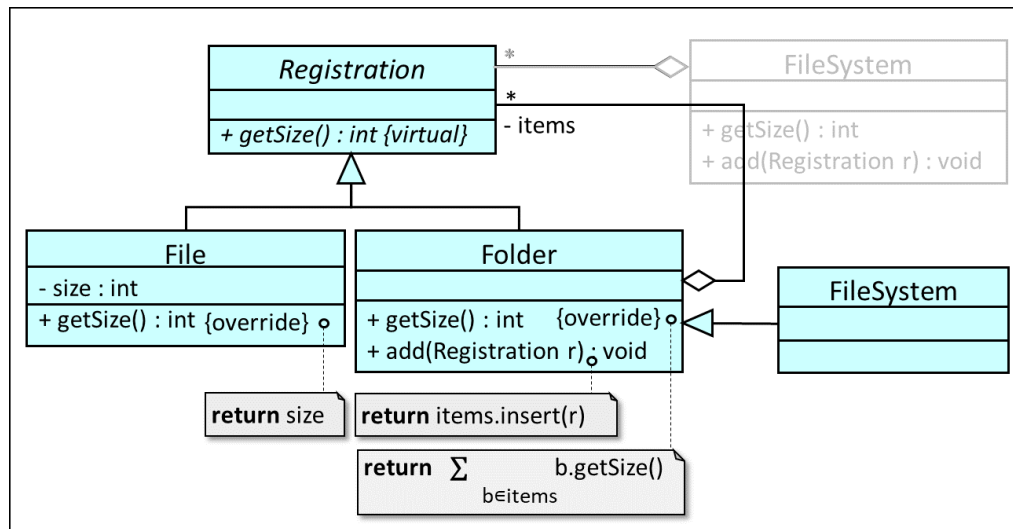 Registration
+ getSize() : int {virtual}
*
*
- items
FileSystem
+ getSize() : int
+ add(Registration r) : void
File
- size : int
+ getSize() : int {override}
Folder
+ getSize() : int {override}
+ add(Registration r) : void
FileSystem
return size
return items.insert(r)
return ∑ b.getSize()
b∈items